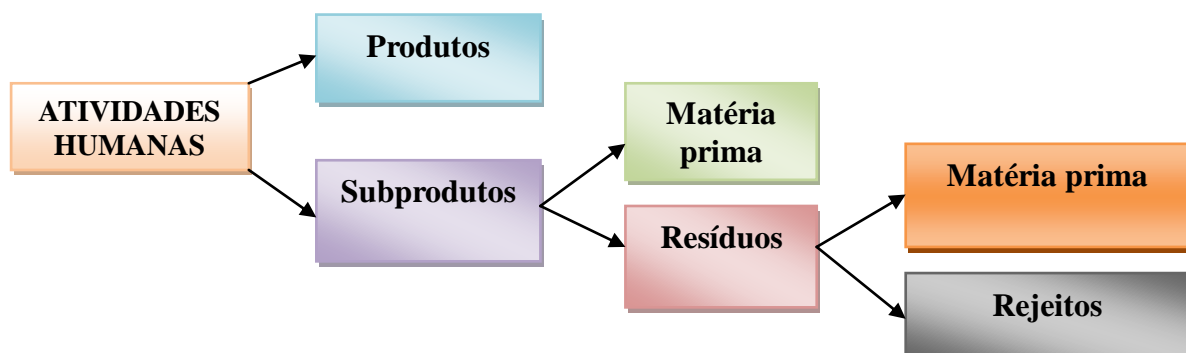 Produtos
ATIVIDADES
HUMANAS
Matéria
prima
Subprodutos
Matéria prima
Resíduos
Rejeitos